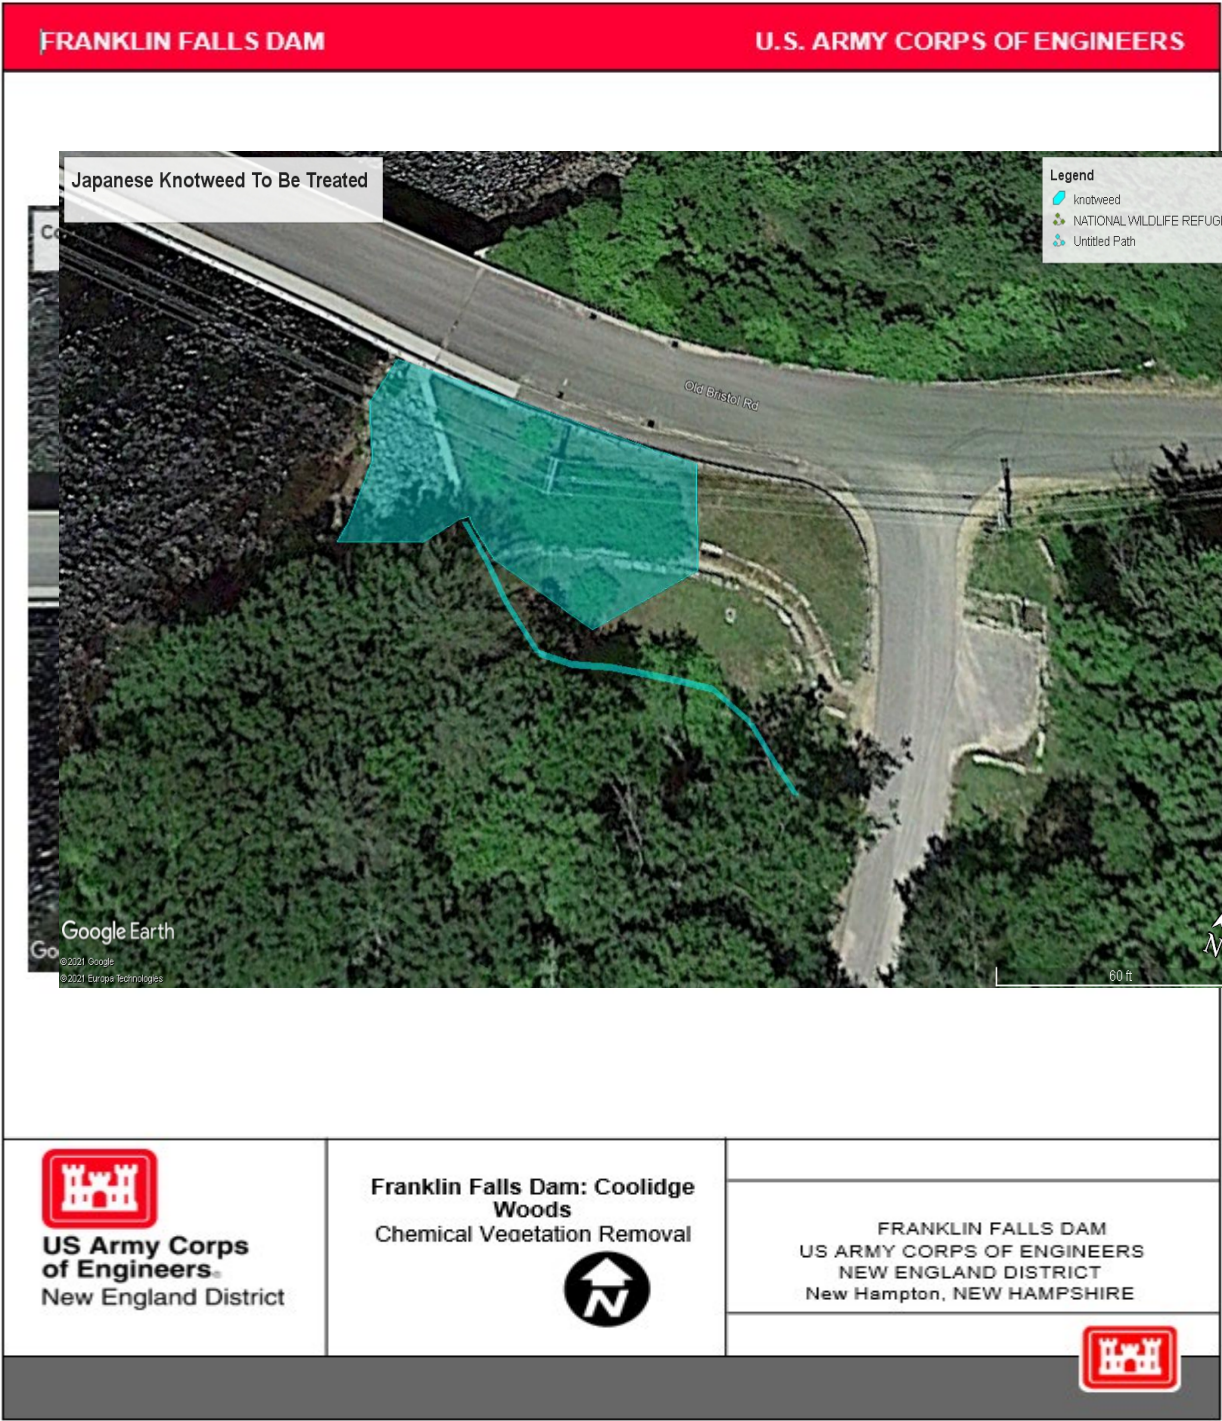 FRANKLIN FALLS DAM
U.S. ARMY CORPS OF ENGINEERS
Japanese Knotweed To Be Treated
Legend
knotweed
NATIONAL WILDLIFE REFUG
Untitled Path
Co
Old Bristol Rd
Google Earth
Go
©2021 Google
©2021 Europa Technologies
N
60 ft
US Army Corps
of Engineers®
New England District
Franklin Falls Dam: Coolidge
Woods
Chemical Vegetation Removal
N
FRANKLIN FALLS DAM
US ARMY CORPS OF ENGINEERS
NEW ENGLAND DISTRICT
New Hampton, NEW HAMPSHIRE